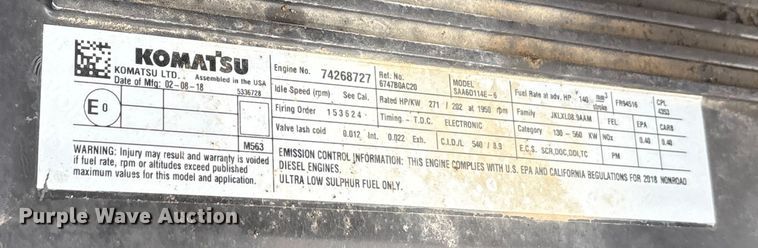 KOMATSU
KOMATSU LTD. Assembled in the USA
Date of Mfg: 02-08-18 5336728
E0
M563
WARNING: Injury may result and warranty is voided
if fuel rate, rpm or altitudes exceed published
maximum values for this model and application.
Engine No. 74268727 Ref. No. 6747BGAC20 MODEL SAA6D114E-6 Fuel Rate at adv. HP 140 mm3 stroke FR94516 CPL 4353
Idle Speed (rpm) See Cal. Rated HP/KW 271 / 202 at 1950 rpm Family JKLXL08.9AAM FEL EPA CARB
Firing Order 153624 Timing - T.D.C. ELECTRONIC Category 130 - 560 KW NOx 0.40 0.40
Valve lash cold 0.012 Int. 0.022 Exh. C.I.D/L 540 / 8.9 E.C.S. SCR,DOC,DDI,TC PM
EMISSION CONTROL INFORMATION: THIS ENGINE COMPLIES WITH U.S. EPA AND CALIFORNIA REGULATIONS FOR 2018 NONROAD
DIESEL ENGINES.
ULTRA LOW SULPHUR FUEL ONLY.
Purple Wave Auction